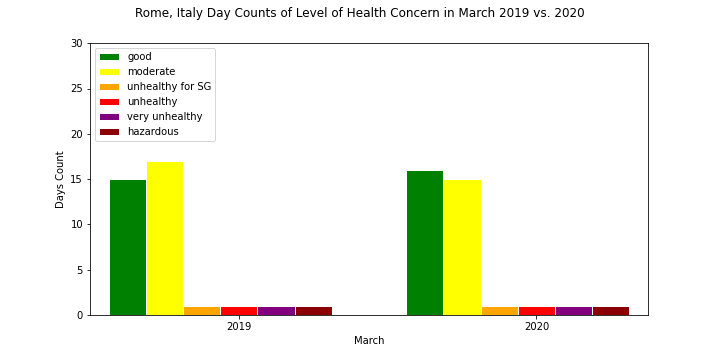 Rome, Italy Day Counts of Level of Health Concern in March 2019 vs. 2020
30
25
20
15
10
5
0
Days Count
good
moderate
unhealthy for SG
unhealthy
very unhealthy
hazardous
2019
2020
March